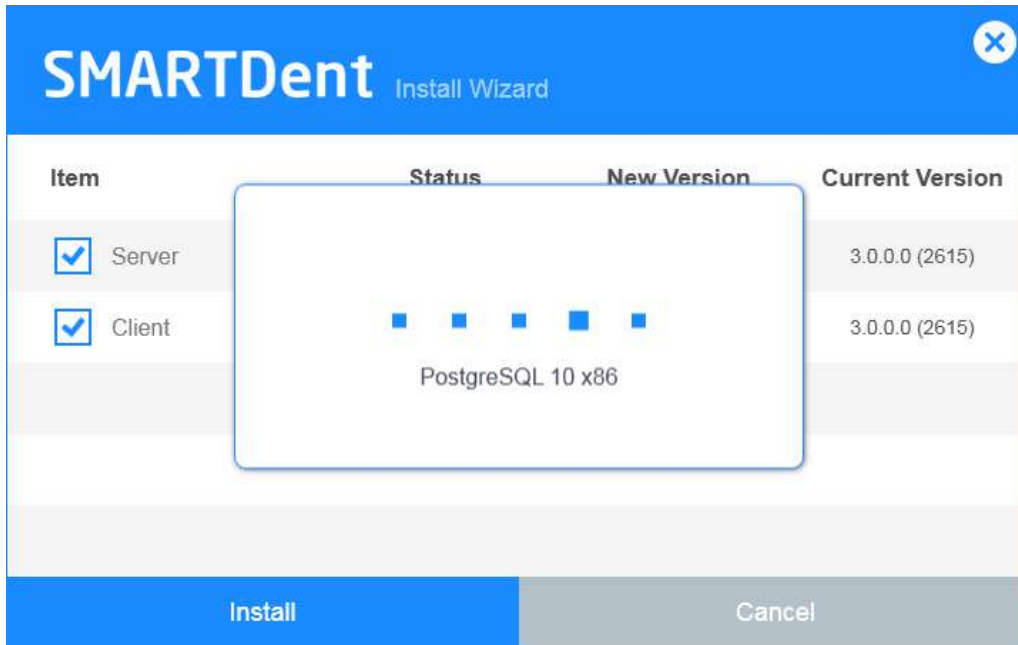 SMARTDent Install Wizard
Item Status New Version Current Version
Server 3.0.0.0 (2615)
Client 3.0.0.0 (2615)
PostgreSQL 10 x86
Install Cancel